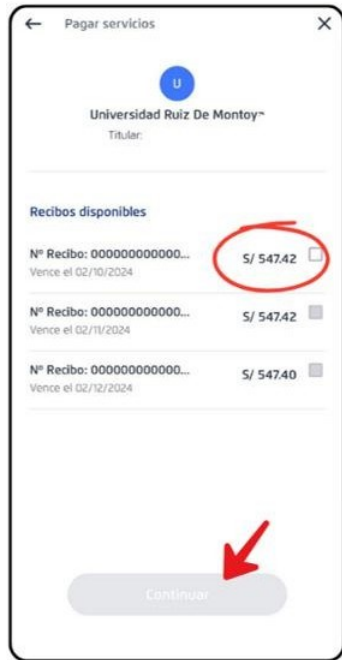 ← Pagar servicios ✕
U
Universidad Ruiz De Montoy~
Titular:
Recibos disponibles
Nº Recibo: 000000000000...
S/ 547.42
Vence el 02/10/2024
Nº Recibo: 000000000000...
S/ 547.42
Vence el 02/11/2024
Nº Recibo: 000000000000...
S/ 547.40
Vence el 02/12/2024
Continuar